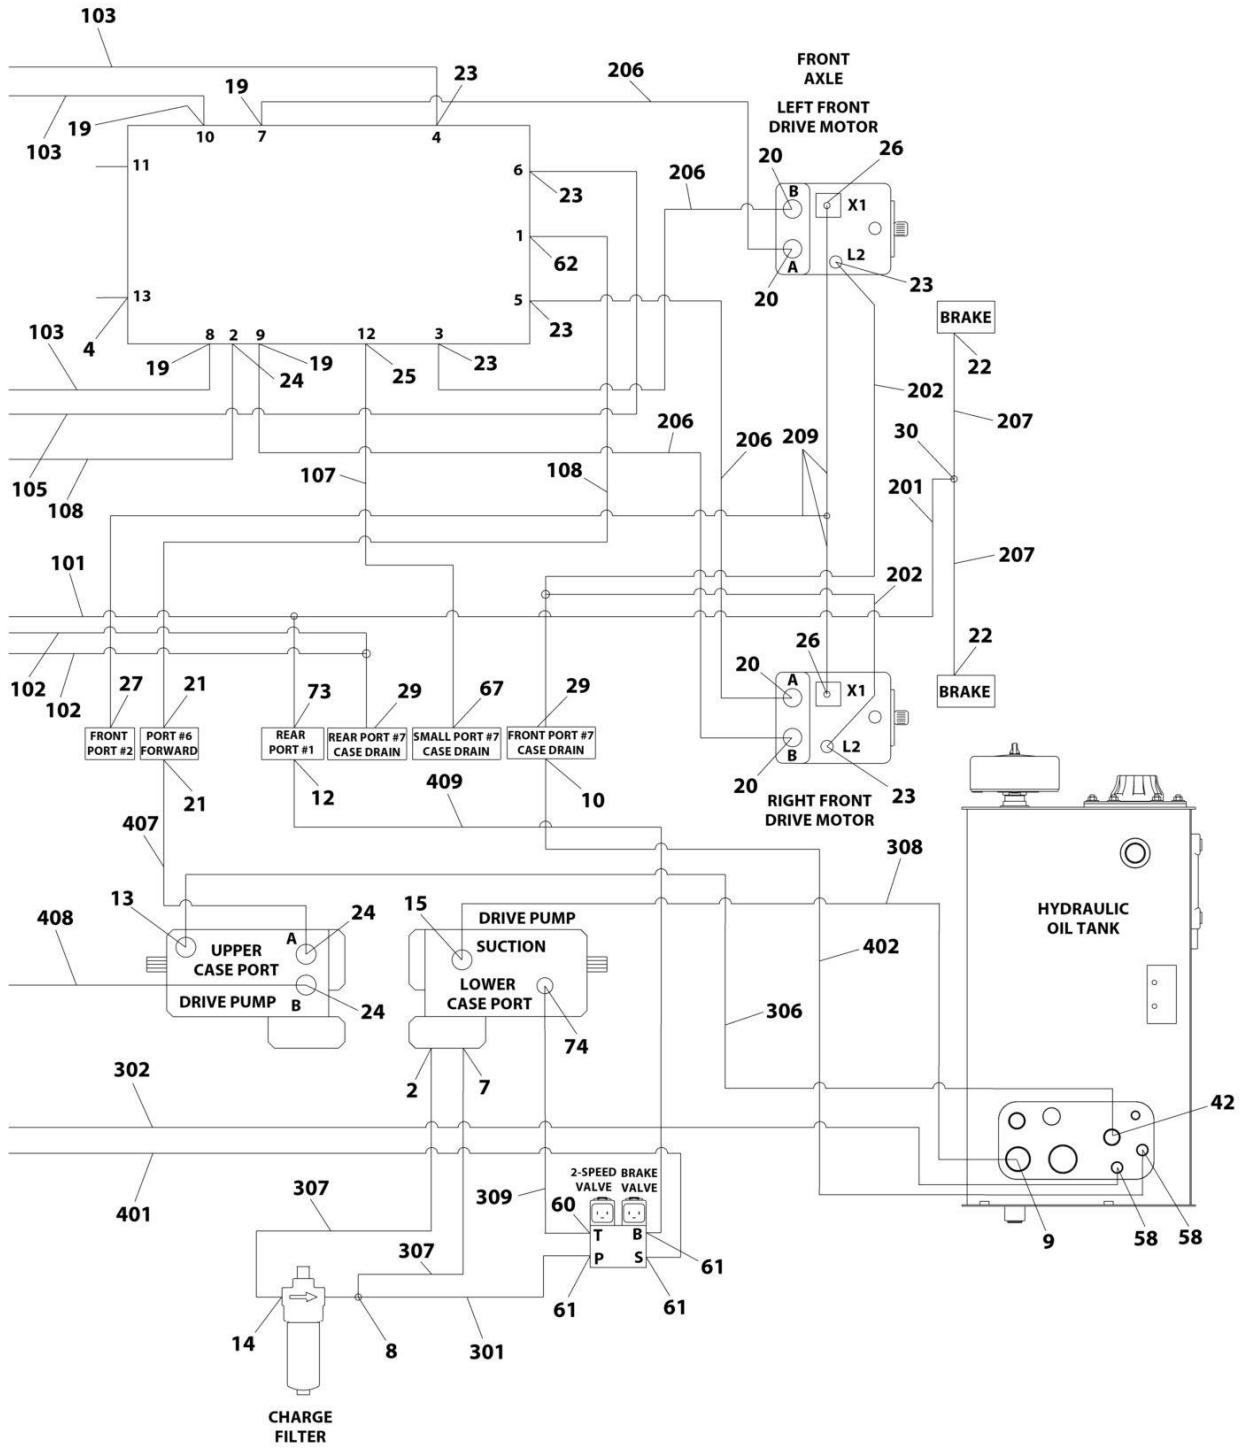 103
FRONT
AXLE
206
23
19
103
19
LEFT FRONT
DRIVE MOTOR
10
7
4
26
20
11
6
206
B
X1
23
1
62
A
L2
20
23
13
5
BRAKE
103
4
8
2
9
12
3
23
22
19
24
19
25
23
202
206
206
209
30
207
105
107
108
201
108
101
207
202
102
102
27
21
73
29
67
29
26
22
20
A
X1
BRAKE
FRONT
PORT #2
PORT #6
FORWARD
REAR
PORT #1
REAR PORT #7
CASE DRAIN
SMALL PORT #7
CASE DRAIN
FRONT PORT #7
CASE DRAIN
B
L2
20
23
21
12
409
10
RIGHT FRONT
DRIVE MOTOR
407
308
13
15
24
DRIVE PUMP
408
A
UPPER
CASE PORT
SUCTION
HYDRAULIC
OIL TANK
402
LOWER
CASE PORT
DRIVE PUMP
B
24
306
74
302
2
7
42
401
307
309
2-SPEED
VALVE
BRAKE
VALVE
60
T
B
307
P
S
61
61
61
9
58
58
14
8
301
CHARGE
FILTER